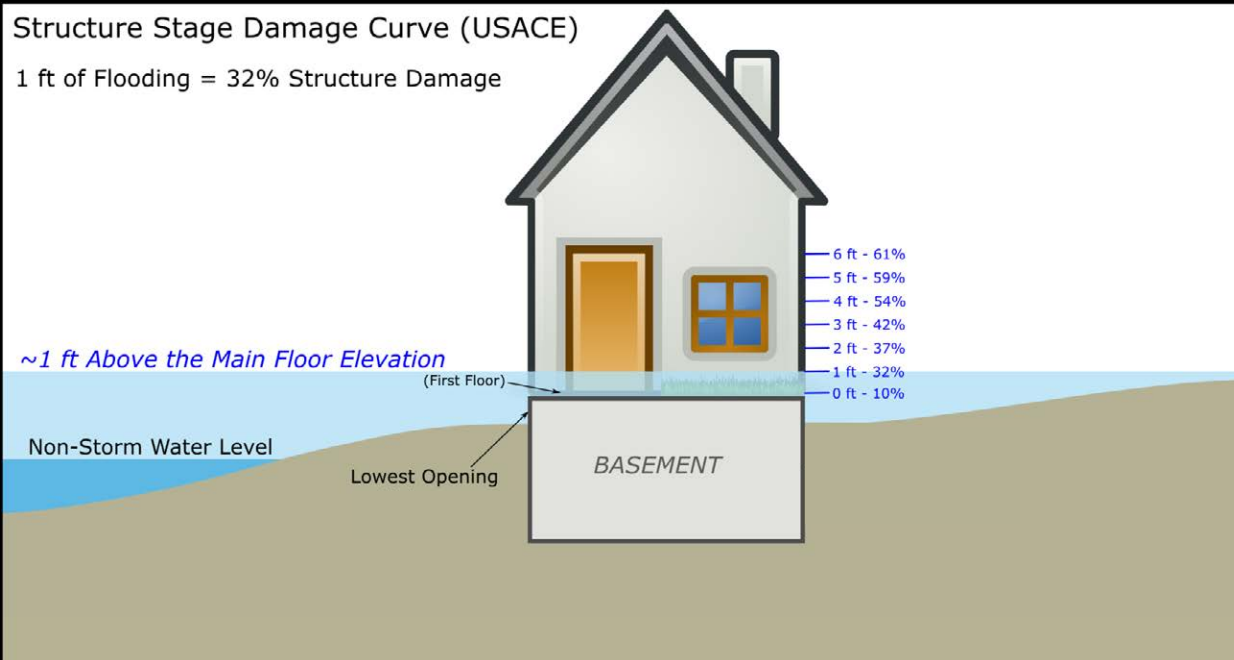 Structure Stage Damage Curve (USACE)
1 ft of Flooding = 32% Structure Damage
6 ft - 61%
5 ft - 59%
4 ft - 54%
3 ft - 42%
2 ft - 37%
~1 ft Above the Main Floor Elevation
1 ft - 32%
(First Floor)
0 ft - 10%
Non-Storm Water Level
Lowest Opening
BASEMENT